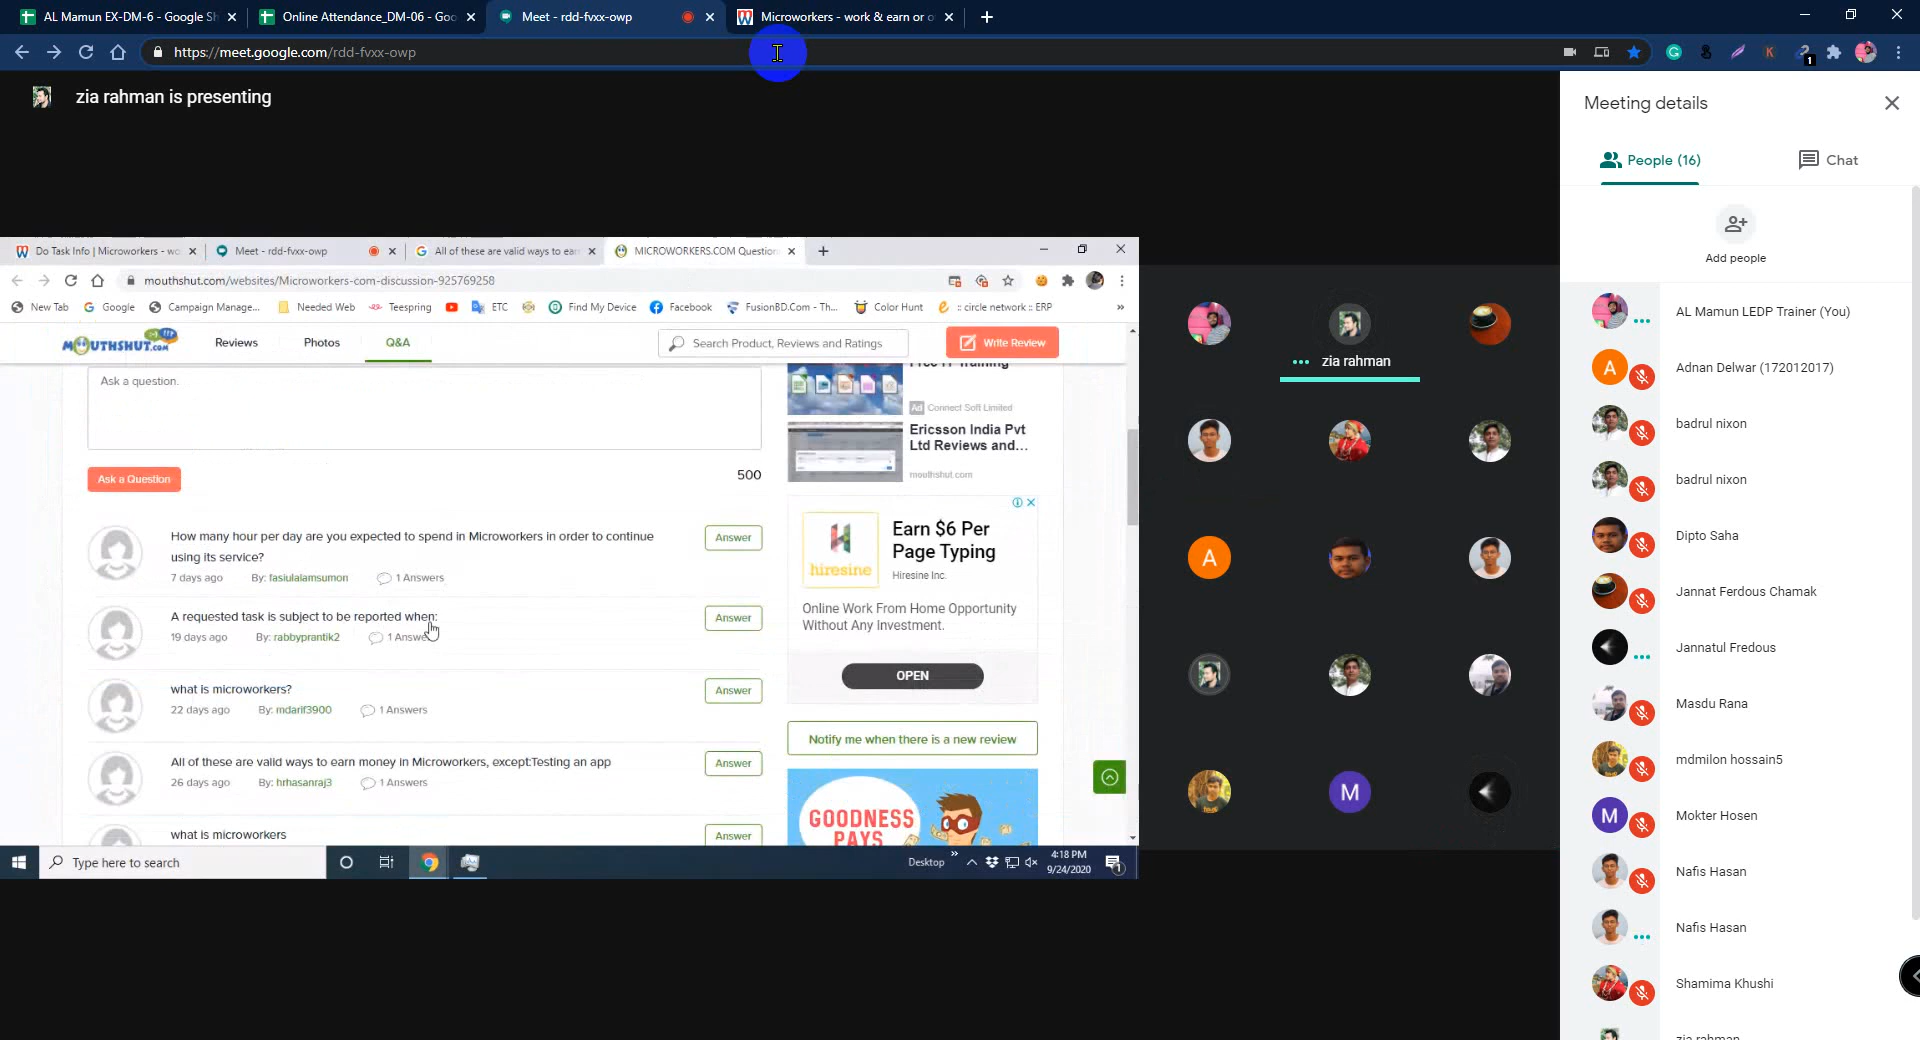 AL Mamun EX-DM-6 - Google Sh
Online Attendance_DM-06 - Goo
Meet - rdd-fvxx-owp
Microworkers - work & earn or o
https://meet.google.com/rdd-fvxx-owp
1
zia rahman is presenting
Do Task Info | Microworkers - wo
Meet - rdd-fvxx-owp
All of these are valid ways to earn
MICROWORKERS.COM Question
mouthshut.com/websites/Microworkers-com-discussion-925769258
New Tab
Google
Campaign Manage...
Needed Web
Teespring
ETC
Find My Device
Facebook
FusionBD.Com - Th...
Color Hunt
:: circle network :: ERP
»
MOUTHSHUT.COM
Reviews
Photos
Q&A
Search Product, Reviews and Ratings
Write Review
Ask a question.
Ask a Question
500
How many hour per day are you expected to spend in Microworkers in order to continue
using its service?
7 days ago
By: fasiulalamsumon
1 Answers
Answer
A requested task is subject to be reported when:
19 days ago
By: rabbyprantik2
1 Answe
Answer
what is microworkers?
22 days ago
By: mdarif3900
1 Answers
Answer
All of these are valid ways to earn money in Microworkers, except:Testing an app
26 days ago
By: hrhasanraj3
1 Answers
Answer
what is microworkers
Answer
Free IT Training
Ad Connect Soft Limited
Ericsson India Pvt
Ltd Reviews and...
mouthshut.com
hiresine
Earn $6 Per
Page Typing
Hiresine Inc.
Online Work From Home Opportunity
Without Any Investment.
OPEN
Notify me when there is a new review
GOODNESS
PAYS
Type here to search
Desktop
»
4:18 PM
9/24/2020
1
zia rahman
A
M
Meeting details
People (16)
Chat
Add people
AL Mamun LEDP Trainer (You)
A
Adnan Delwar (172012017)
badrul nixon
badrul nixon
Dipto Saha
Jannat Ferdous Chamak
Jannatul Fredous
Masdu Rana
mdmilon hossain5
M
Mokter Hosen
Nafis Hasan
Nafis Hasan
Shamima Khushi
zia rahman